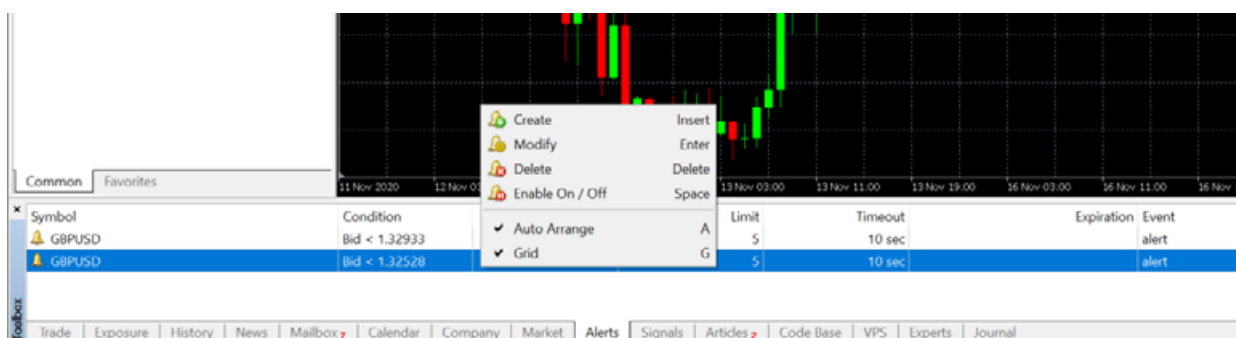 Create Insert
Modify Enter
Delete Delete
Enable On / Off Space
Auto Arrange A
Grid G
Common Favorites
11 Nov 2020 12 Nov 13 Nov 03:00 13 Nov 11:00 13 Nov 19:00 16 Nov 03:00 16 Nov 11:00 16 Nov
Symbol Condition Limit Timeout Expiration Event
GBPUSD Bid < 1.32933 5 10 sec alert
GBPUSD Bid < 1.32528 5 10 sec alert
Toolbox
Trade Exposure History News Mailbox 7 Calendar Company Market Alerts Signals Articles 2 Code Base VPS Experts Journal